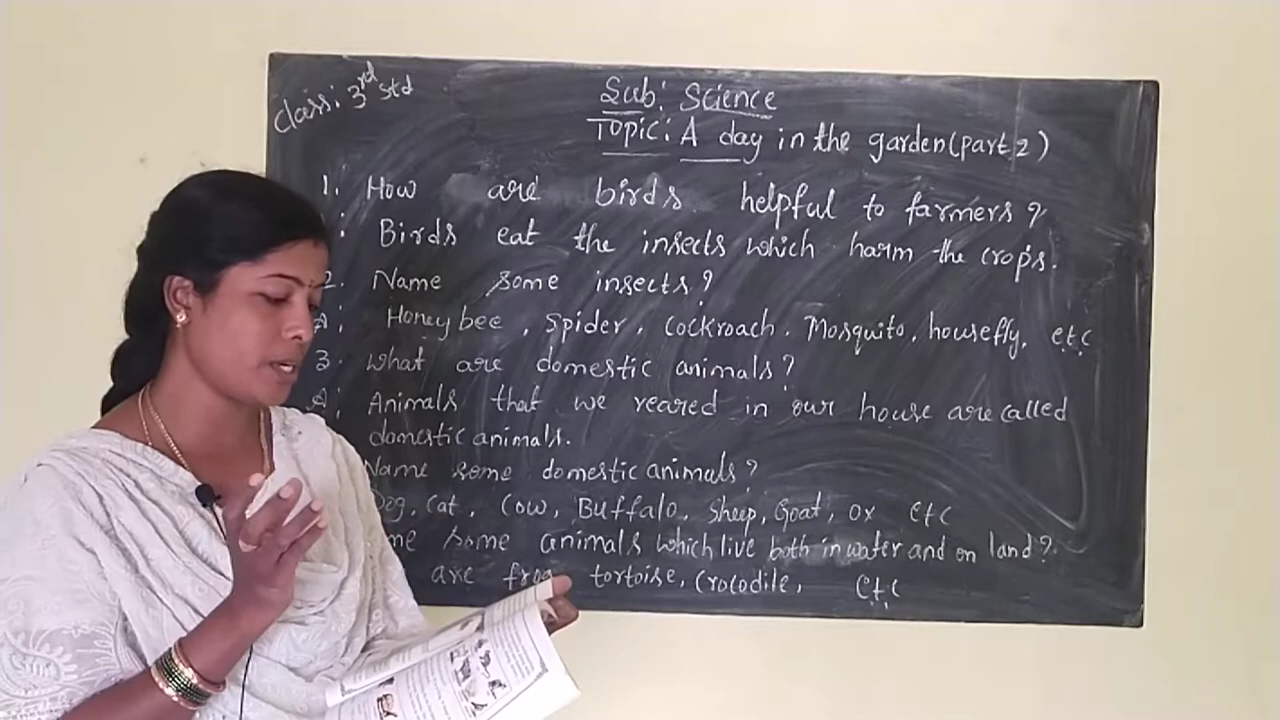 Class: 3rd Std
Sub: Science
Topic: A day in the garden (part 2)
1. How are birds helpful to farmers?
: Birds eat the insects which harm the crops.
2. Name some insects?
A. Honey bee, Spider, Cockroach. Mosquito, housefly, etc
3. What are domestic animals?
A. Animals that we reared in our house are called
domestic animals.
Name some domestic animals?
Dog, Cat, Cow, Buffalo, Sheep, Goat, Ox etc
some animals which live both in water and on land?
are frog tortoise, Crocodile, etc